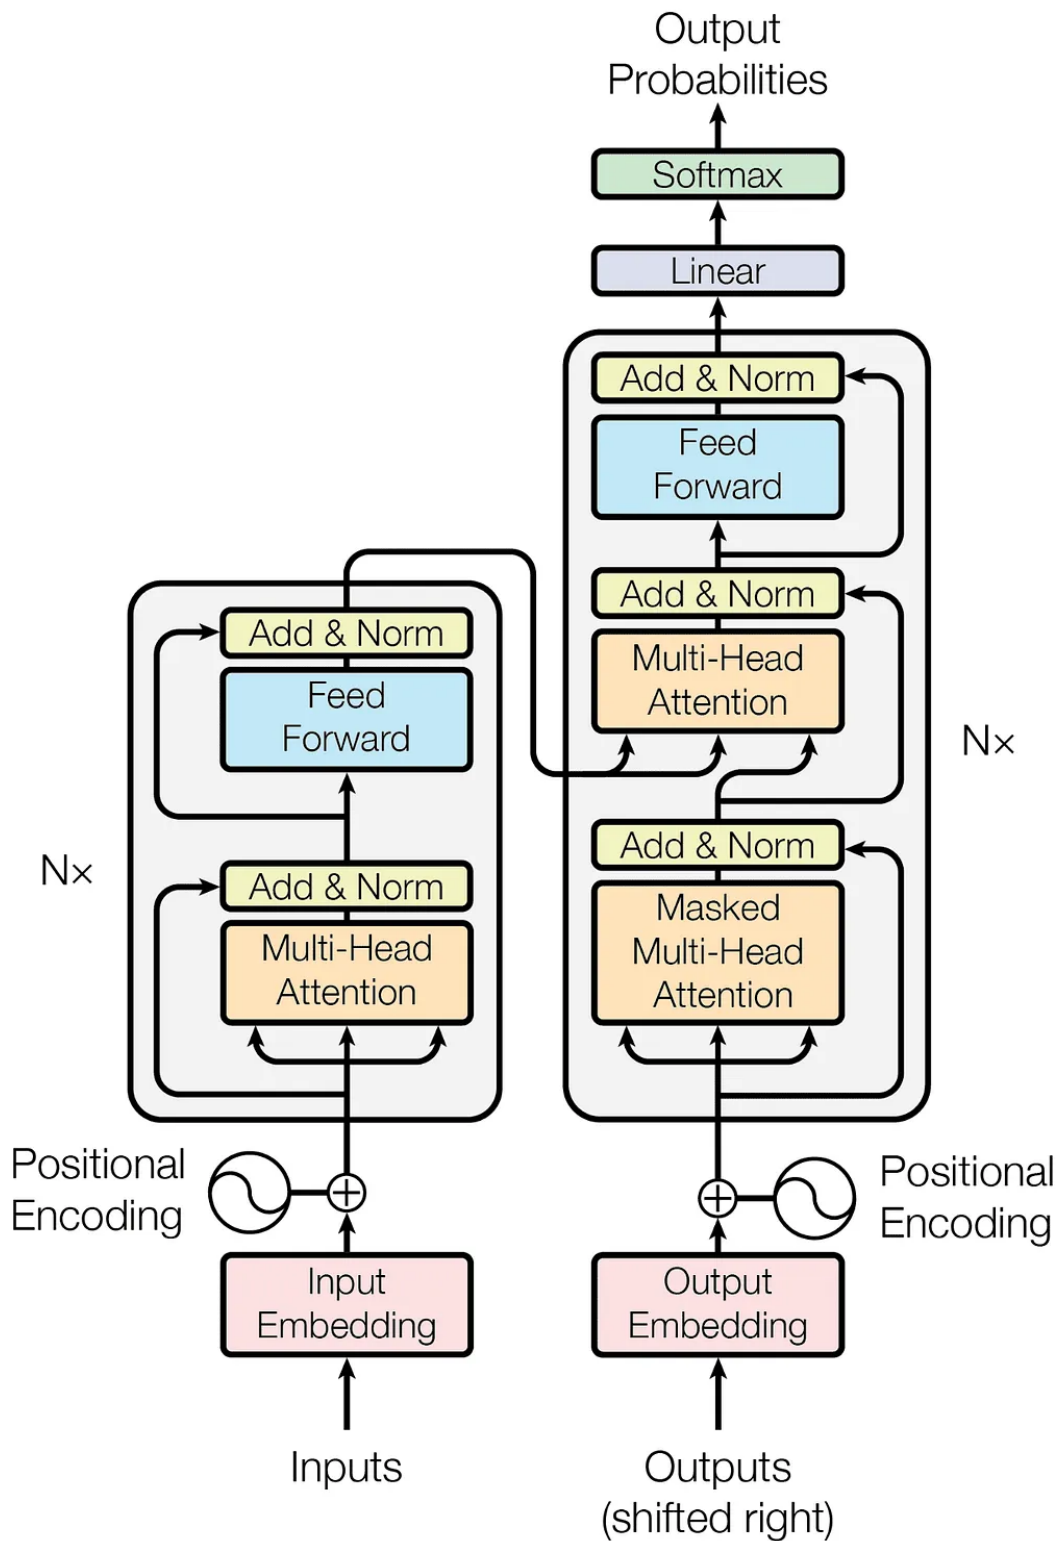 Output
Probabilities
Softmax
Linear
Add & Norm
Feed
Forward
Add & Norm
Multi-Head
Attention
Add & Norm
Masked
Multi-Head
Attention
N×
Add & Norm
Feed
Forward
Add & Norm
Multi-Head
Attention
N×
Positional
Encoding
Positional
Encoding
Input
Embedding
Output
Embedding
Inputs
Outputs
(shifted right)